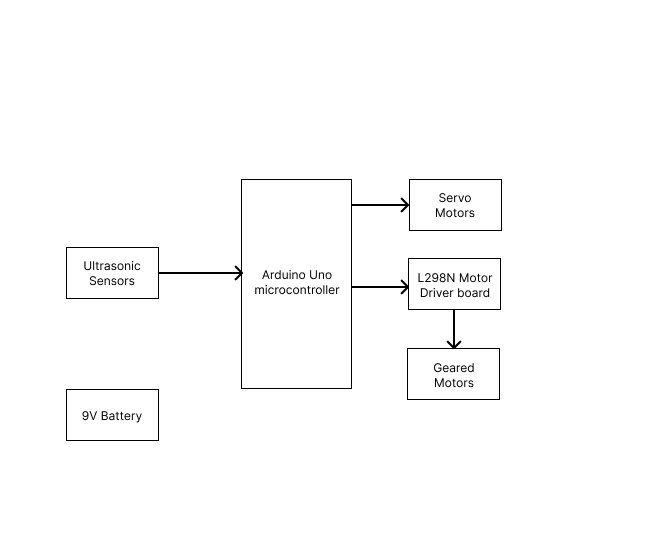 Servo
Motors
Ultrasonic
Sensors
Arduino Uno
microcontroller
L298N Motor
Driver board
Geared
Motors
9V Battery